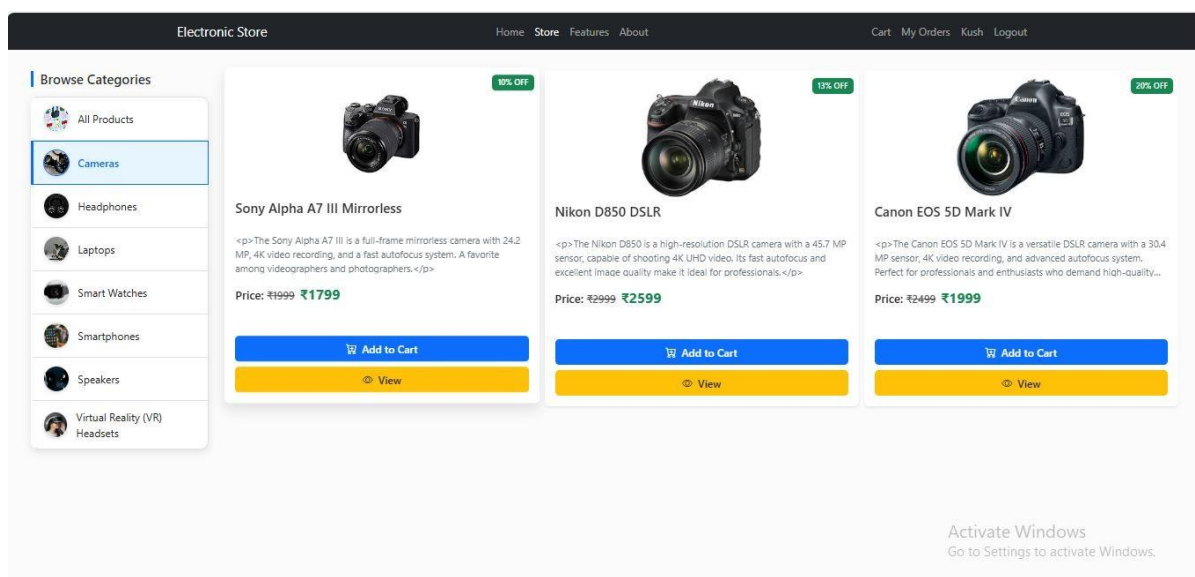 Electronic Store
Home Store Features About
Cart My Orders Kush Logout
Browse Categories
All Products
Cameras
Headphones
Laptops
Smart Watches
Smartphones
Speakers
Virtual Reality (VR)
Headsets
10% OFF
SONY
Sony Alpha A7 III Mirrorless
<p>The Sony Alpha A7 III is a full-frame mirrorless camera with 24.2
MP, 4K video recording, and a fast autofocus system. A favorite
among videographers and photographers.</p>
Price: ₹1999 ₹1799
Add to Cart
View
13% OFF
Nikon
Nikon D850 DSLR
<p>The Nikon D850 is a high-resolution DSLR camera with a 45.7 MP
sensor, capable of shooting 4K UHD video. Its fast autofocus and
excellent image quality make it ideal for professionals.</p>
Price: ₹2999 ₹2599
Add to Cart
View
20% OFF
Canon
EOS
Canon EOS 5D Mark IV
<p>The Canon EOS 5D Mark IV is a versatile DSLR camera with a 30.4
MP sensor, 4K video recording, and advanced autofocus system.
Perfect for professionals and enthusiasts who demand high-quality...
Price: ₹2499 ₹1999
Add to Cart
View
Activate Windows
Go to Settings to activate Windows.